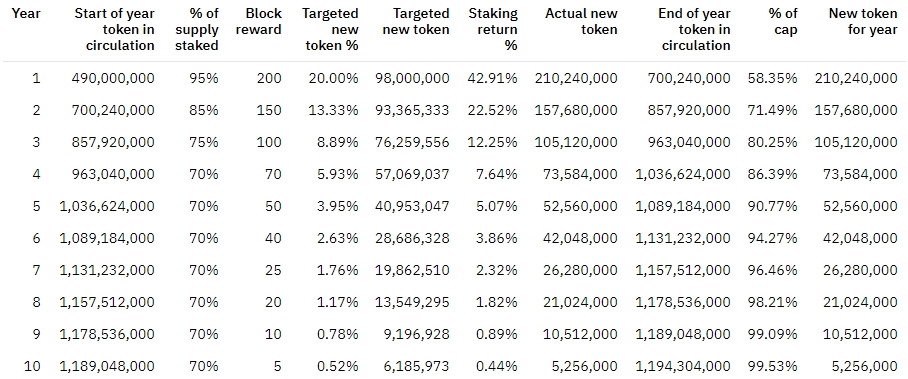 Year Start of year token in circulation % of supply staked Block reward Targeted new token % Targeted new token Staking return % Actual new token End of year token in circulation % of cap New token for year
1 490,000,000 95% 200 20.00% 98,000,000 42.91% 210,240,000 700,240,000 58.35% 210,240,000
2 700,240,000 85% 150 13.33% 93,365,333 22.52% 157,680,000 857,920,000 71.49% 157,680,000
3 857,920,000 75% 100 8.89% 76,259,556 12.25% 105,120,000 963,040,000 80.25% 105,120,000
4 963,040,000 70% 70 5.93% 57,069,037 7.64% 73,584,000 1,036,624,000 86.39% 73,584,000
5 1,036,624,000 70% 50 3.95% 40,953,047 5.07% 52,560,000 1,089,184,000 90.77% 52,560,000
6 1,089,184,000 70% 40 2.63% 28,686,328 3.86% 42,048,000 1,131,232,000 94.27% 42,048,000
7 1,131,232,000 70% 25 1.76% 19,862,510 2.32% 26,280,000 1,157,512,000 96.46% 26,280,000
8 1,157,512,000 70% 20 1.17% 13,549,295 1.82% 21,024,000 1,178,536,000 98.21% 21,024,000
9 1,178,536,000 70% 10 0.78% 9,196,928 0.89% 10,512,000 1,189,048,000 99.09% 10,512,000
10 1,189,048,000 70% 5 0.52% 6,185,973 0.44% 5,256,000 1,194,304,000 99.53% 5,256,000